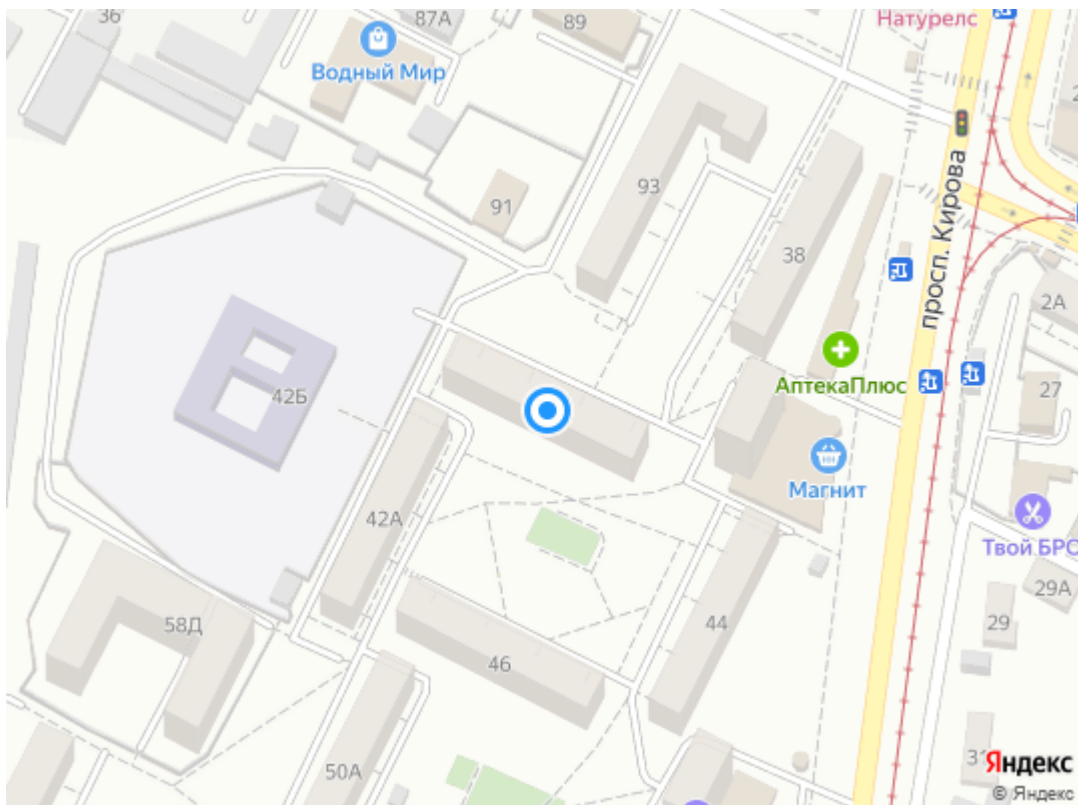 36
87А
89
Натурелс
Водный Мир
просп. Кирова
93
91
38
2А
АптекаПлюс
42Б
27
Магнит
42А
Твой БРО
29А
29
58Д
44
46
50А
Яндекс
© Яндекс